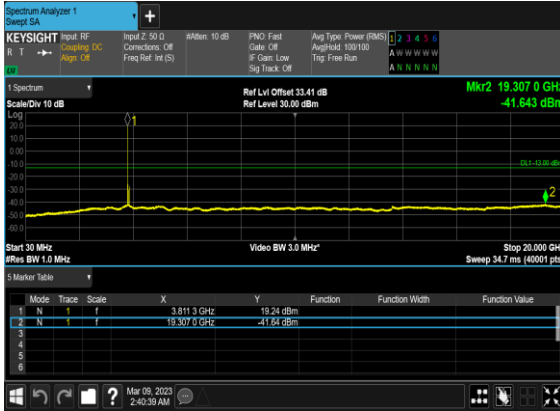 Spectrum Analyzer 1
Swept SA
+
KEYSIGHT
R T
Input: RF
Coupling: DC
Align: Off
Input Z: 50 Ω
Corrections: Off
Freq Ref: Int (S)
#Atten: 10 dB
PNO: Fast
Gate: Off
IF Gain: Low
Sig Track: Off
Avg Type: Power (RMS)
Avg|Hold: 100/100
Trig: Free Run
1 2 3 4 5 6
A W W W W W
A N N N N N
1 Spectrum
Scale/Div 10 dB
Ref Lvl Offset 33.41 dB
Ref Level 30.00 dBm
Mkr2 19.307 0 GHz
-41.643 dBm
Log
20.0
10.0
0.00
-10.0
-20.0
-30.0
-40.0
-50.0
-60.0
1
DL1 -13.00 dBm
2
Start 30 MHz
#Res BW 1.0 MHz
Video BW 3.0 MHz*
Stop 20.000 GH
Sweep 34.7 ms (40001 pts
5 Marker Table
Mode Trace Scale X Y Function Function Width Function Value
1 N 1 f 3.811 3 GHz 19.24 dBm
2 N 1 f 19.307 0 GHz -41.64 dBm
3
4
5
6
?
Mar 09, 2023
2:40:39 AM